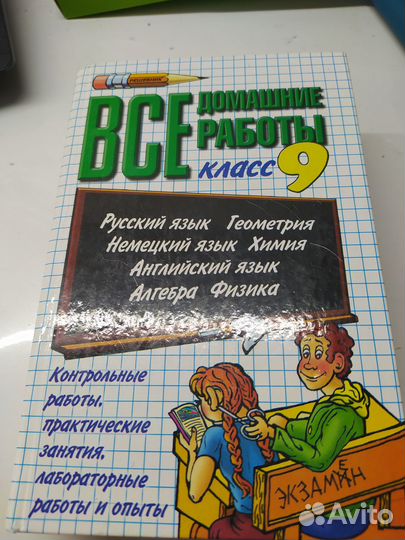 РЕШЕБНИК
ВСЕ ДОМАШНИЕ
РАБОТЫ
КЛАСС 9
Русский язык Геометрия
Немецкий язык Химия
Английский язык
Алгебра Физика
Контрольные
работы,
практические
занятия,
лабораторные
работы и опыты
ЭКЗАМЕН
Avito